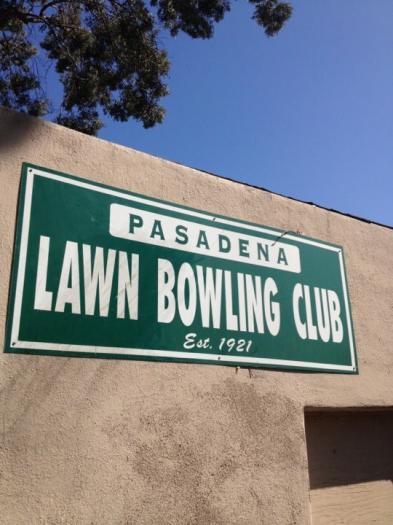 PASADENA
LAWN BOWLING CLUB
Est. 1921